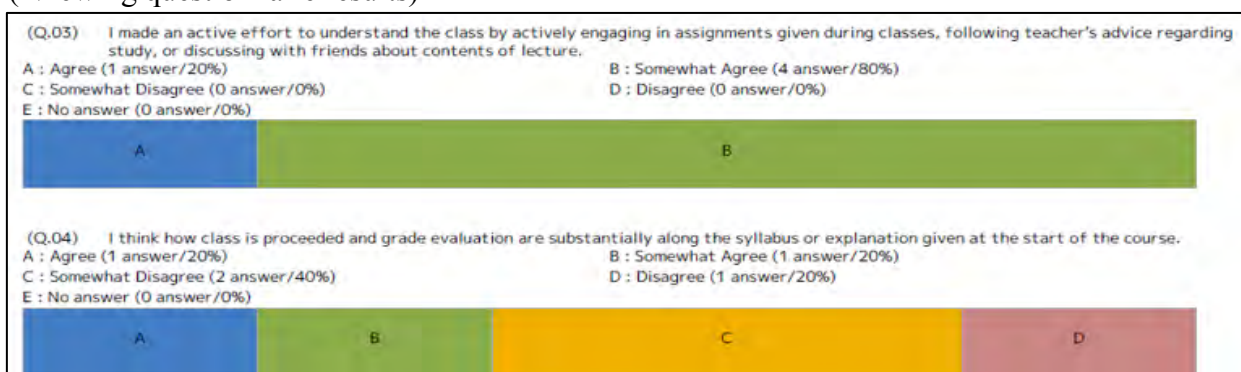 (Q.03) I made an active effort to understand the class by actively engaging in assignments given during classes, following teacher's advice regarding
study, or discussing with friends about contents of lecture.
A : Agree (1 answer/20%) B : Somewhat Agree (4 answer/80%)
C : Somewhat Disagree (0 answer/0%) D : Disagree (0 answer/0%)
E : No answer (0 answer/0%)
A B
(Q.04) I think how class is proceeded and grade evaluation are substantially along the syllabus or explanation given at the start of the course.
A : Agree (1 answer/20%) B : Somewhat Agree (1 answer/20%)
C : Somewhat Disagree (2 answer/40%) D : Disagree (1 answer/20%)
E : No answer (0 answer/0%)
A B C D